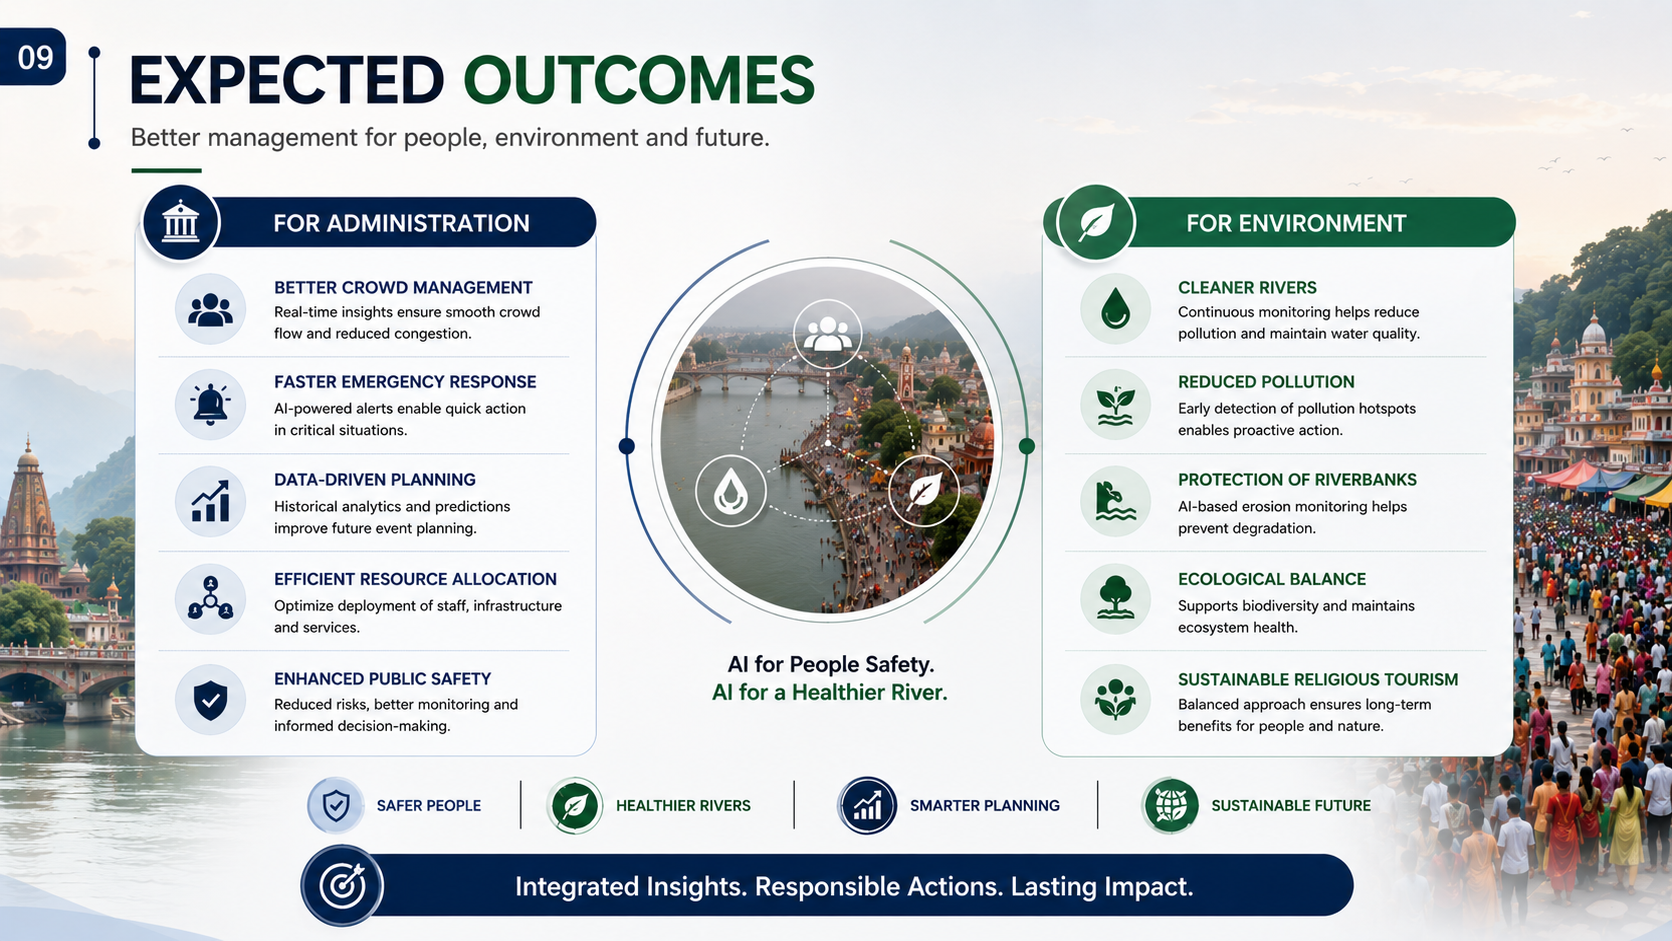 09
EXPECTED OUTCOMES
Better management for people, environment and future.
FOR ADMINISTRATION
BETTER CROWD MANAGEMENT
Real-time insights ensure smooth crowd
flow and reduced congestion.
FASTER EMERGENCY RESPONSE
AI-powered alerts enable quick action
in critical situations.
DATA-DRIVEN PLANNING
Historical analytics and predictions
improve future event planning.
EFFICIENT RESOURCE ALLOCATION
Optimize deployment of staff, infrastructure
and services.
ENHANCED PUBLIC SAFETY
Reduced risks, better monitoring and
informed decision-making.
AI for People Safety.
AI for a Healthier River.
FOR ENVIRONMENT
CLEANER RIVERS
Continuous monitoring helps reduce
pollution and maintain water quality.
REDUCED POLLUTION
Early detection of pollution hotspots
enables proactive action.
PROTECTION OF RIVERBANKS
AI-based erosion monitoring helps
prevent degradation.
ECOLOGICAL BALANCE
Supports biodiversity and maintains
ecosystem health.
SUSTAINABLE RELIGIOUS TOURISM
Balanced approach ensures long-term
benefits for people and nature.
SAFER PEOPLE
HEALTHIER RIVERS
SMARTER PLANNING
SUSTAINABLE FUTURE
Integrated Insights. Responsible Actions. Lasting Impact.